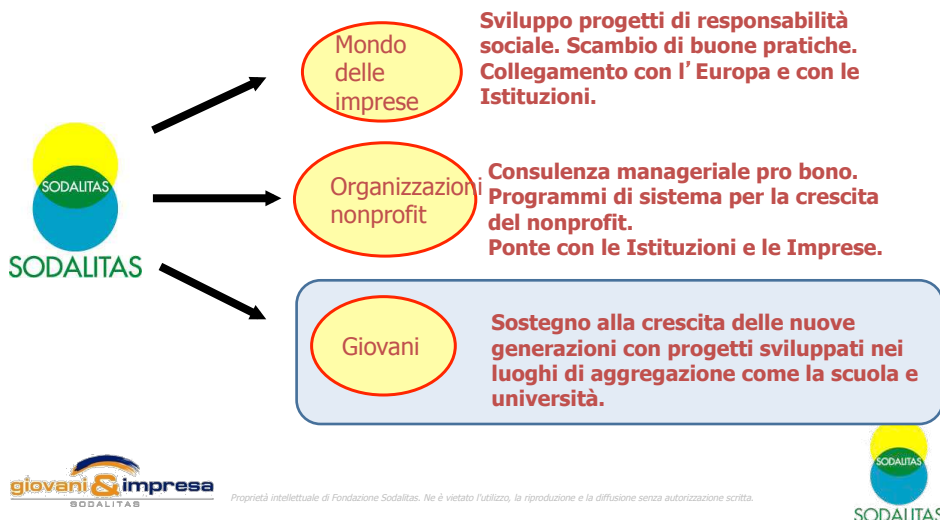 Mondo
delle
imprese
Sviluppo progetti di responsabilità
sociale. Scambio di buone pratiche.
Collegamento con l'Europa e con le
Istituzioni.
SODALITAS
SODALITAS
Organizzazioni
nonprofit
Consulenza manageriale pro bono.
Programmi di sistema per la crescita
del nonprofit.
Ponte con le Istituzioni e le Imprese.
Giovani
Sostegno alla crescita delle nuove
generazioni con progetti sviluppati nei
luoghi di aggregazione come la scuola e
università.
giovani & impresa
SODALITAS
Proprietà intellettuale di Fondazione Sodalitas. Ne è vietato l'utilizzo, la riproduzione e la diffusione senza autorizzazione scritta.
SODALITAS
SODALITAS